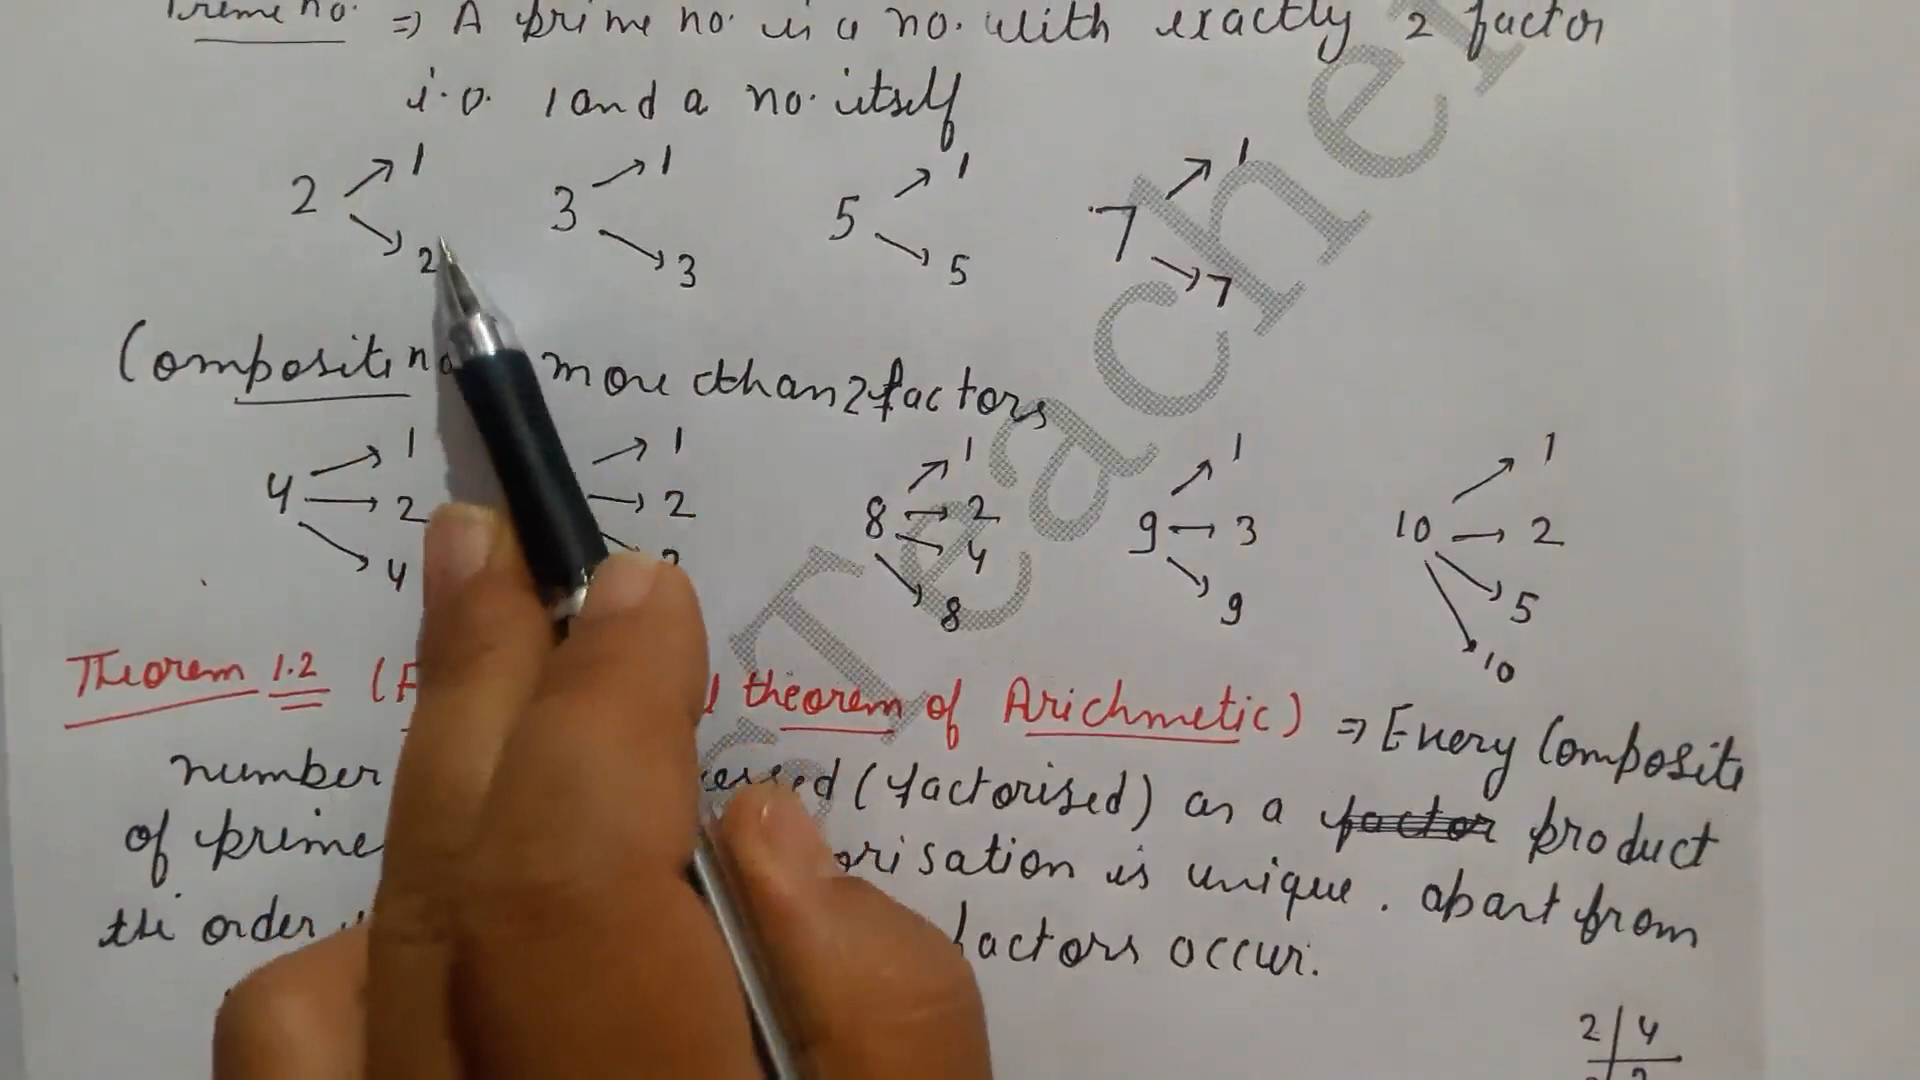 Preme no. => A prime no. is a no. with exactly 2 factor
i.e. 1 and a no. itself
2 → 1 3 → 1 5 → 1 7 → 1
→ 2 → 3 → 5 → 7
Composite no more than 2 factors
4 → 1 → 1 8 → 1 9 → 1 10 → 1
→ 2 → 2 → 2 → 3 → 2
→ 4 → 4 → 9 → 5
→ 8 → 10
Theorem 1.2 ( theorem of Arichmetic) => Every Composite
number (factorised) as a product
of prime is unique. apart from
the order factors occur.
2 | 4
Teacher